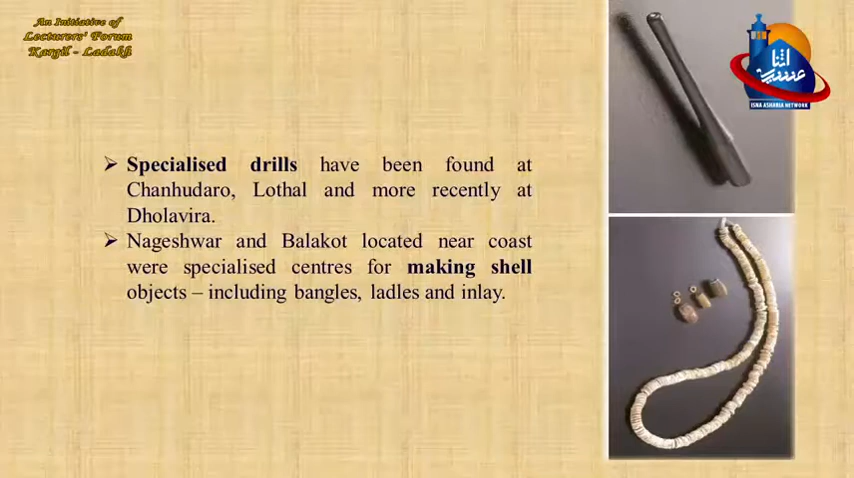 An Initiative of
Lecturers' Forum
Kargil - Ladakh
اثنا
عشریہ
ISNA ASHARIA NETWORK
➢ Specialised drills have been found at
Chanhudaro, Lothal and more recently at
Dholavira.
➢ Nageshwar and Balakot located near coast
were specialised centres for making shell
objects – including bangles, ladles and inlay.